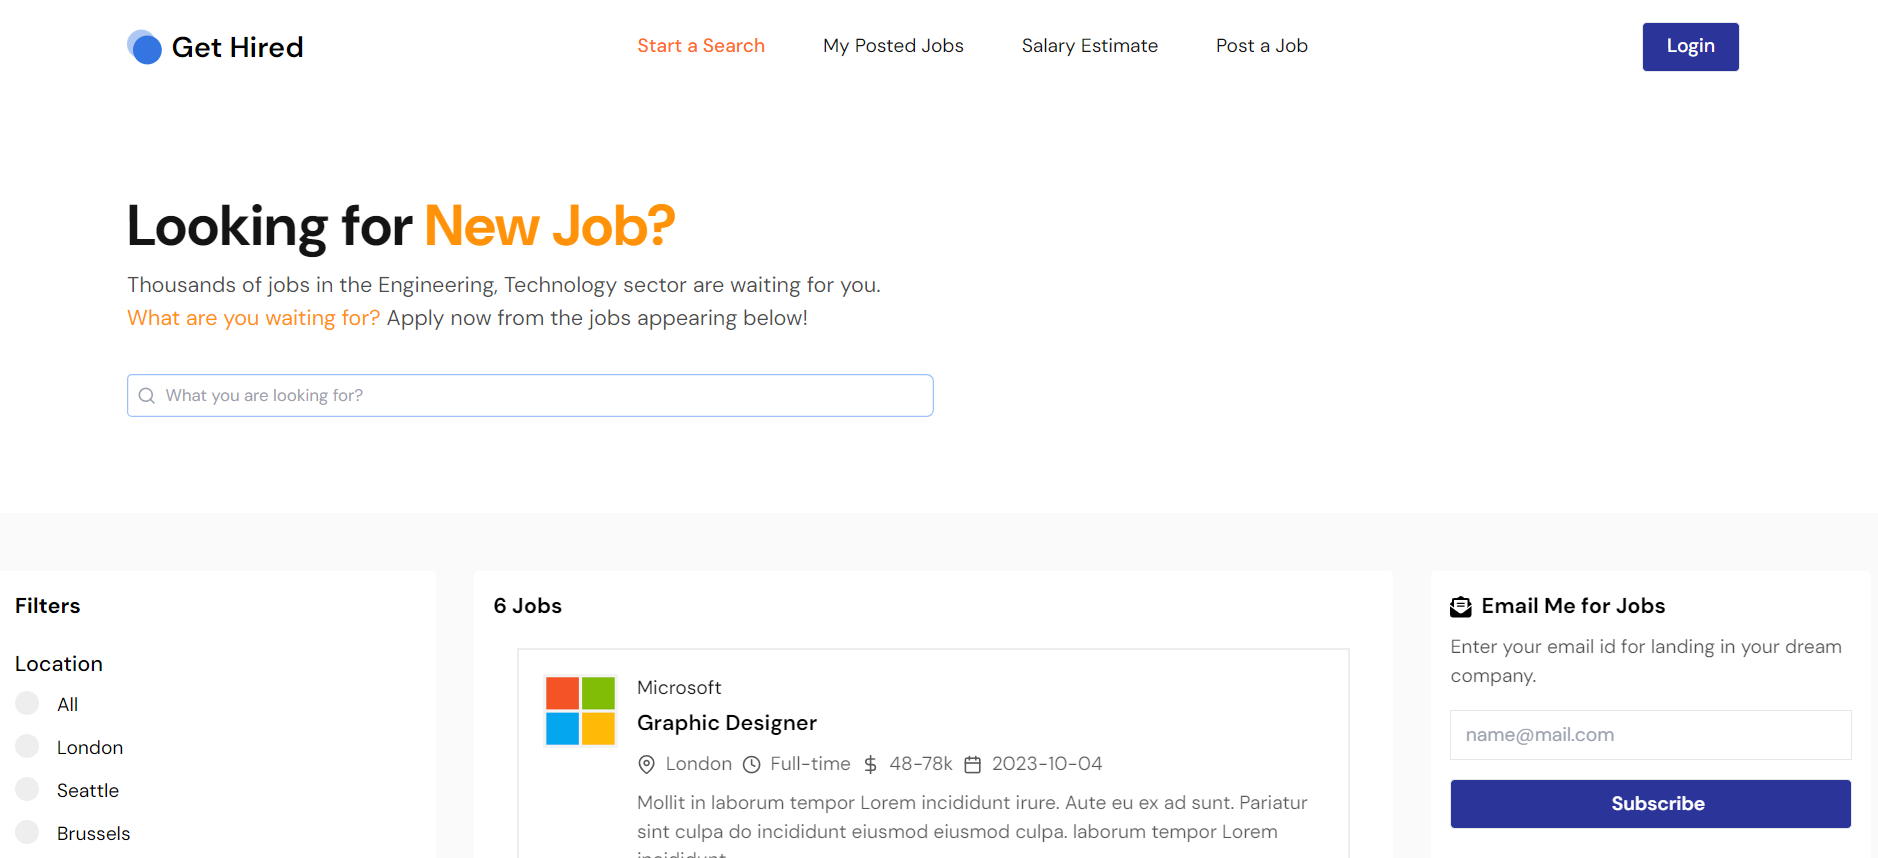 Get Hired
Start a Search
My Posted Jobs
Salary Estimate
Post a Job
Login
Looking for New Job?
Thousands of jobs in the Engineering, Technology sector are waiting for you.
What are you waiting for? Apply now from the jobs appearing below!
What you are looking for?
Filters
Location
All
London
Seattle
Brussels
6 Jobs
Microsoft
Graphic Designer
London Full-time $ 48-78k 2023-10-04
Mollit in laborum tempor Lorem incididunt irure. Aute eu ex ad sunt. Pariatur
sint culpa do incididunt eiusmod eiusmod culpa. laborum tempor Lorem
incididunt.
Email Me for Jobs
Enter your email id for landing in your dream
company.
name@mail.com
Subscribe